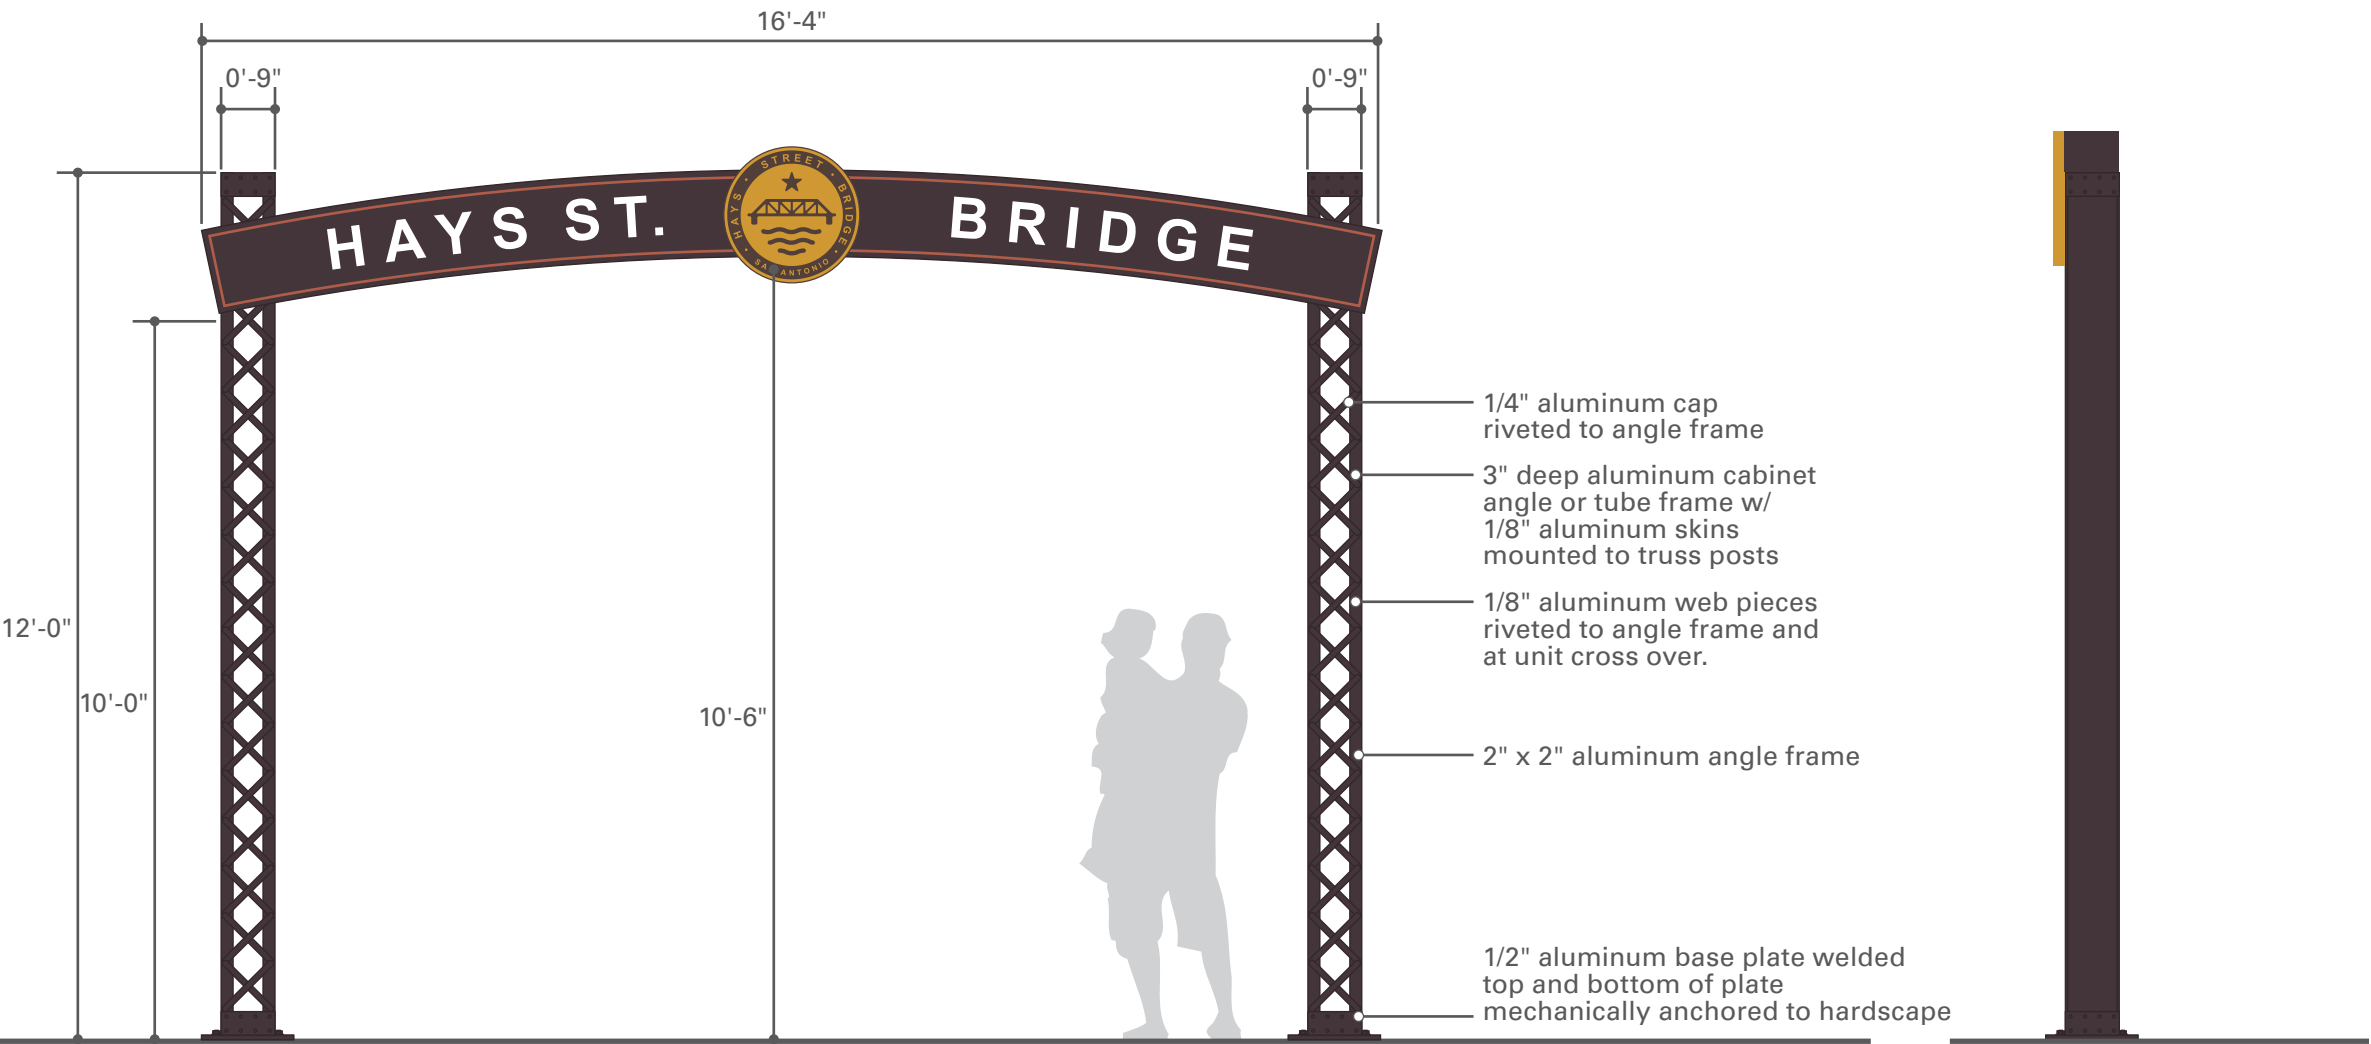 16'-4"
0'-9"
0'-9"
HAYS ST. BRIDGE
HAYS • STREET • BRIDGE • SAN ANTONIO •
12'-0"
10'-0"
10'-6"
1/4" aluminum cap
riveted to angle frame
3" deep aluminum cabinet
angle or tube frame w/
1/8" aluminum skins
mounted to truss posts
1/8" aluminum web pieces
riveted to angle frame and
at unit cross over.
2" x 2" aluminum angle frame
1/2" aluminum base plate welded
top and bottom of plate
mechanically anchored to hardscape